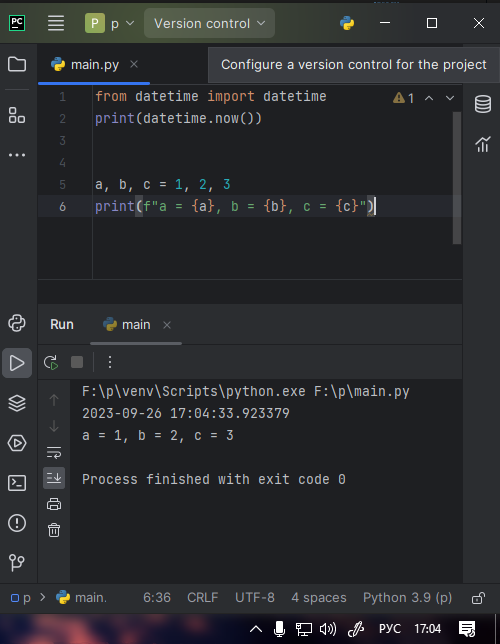 PC
P p Version control
main.py
Configure a version control for the project
1 from datetime import datetime
1
2 print(datetime.now())
3
4
5 a, b, c = 1, 2, 3
6 print(f"a = {a}, b = {b}, c = {c}")
Run main
F:\p\venv\Scripts\python.exe F:\p\main.py
2023-09-26 17:04:33.923379
a = 1, b = 2, c = 3
Process finished with exit code 0
p main. 6:36 CRLF UTF-8 4 spaces Python 3.9 (p)
РУС 17:04